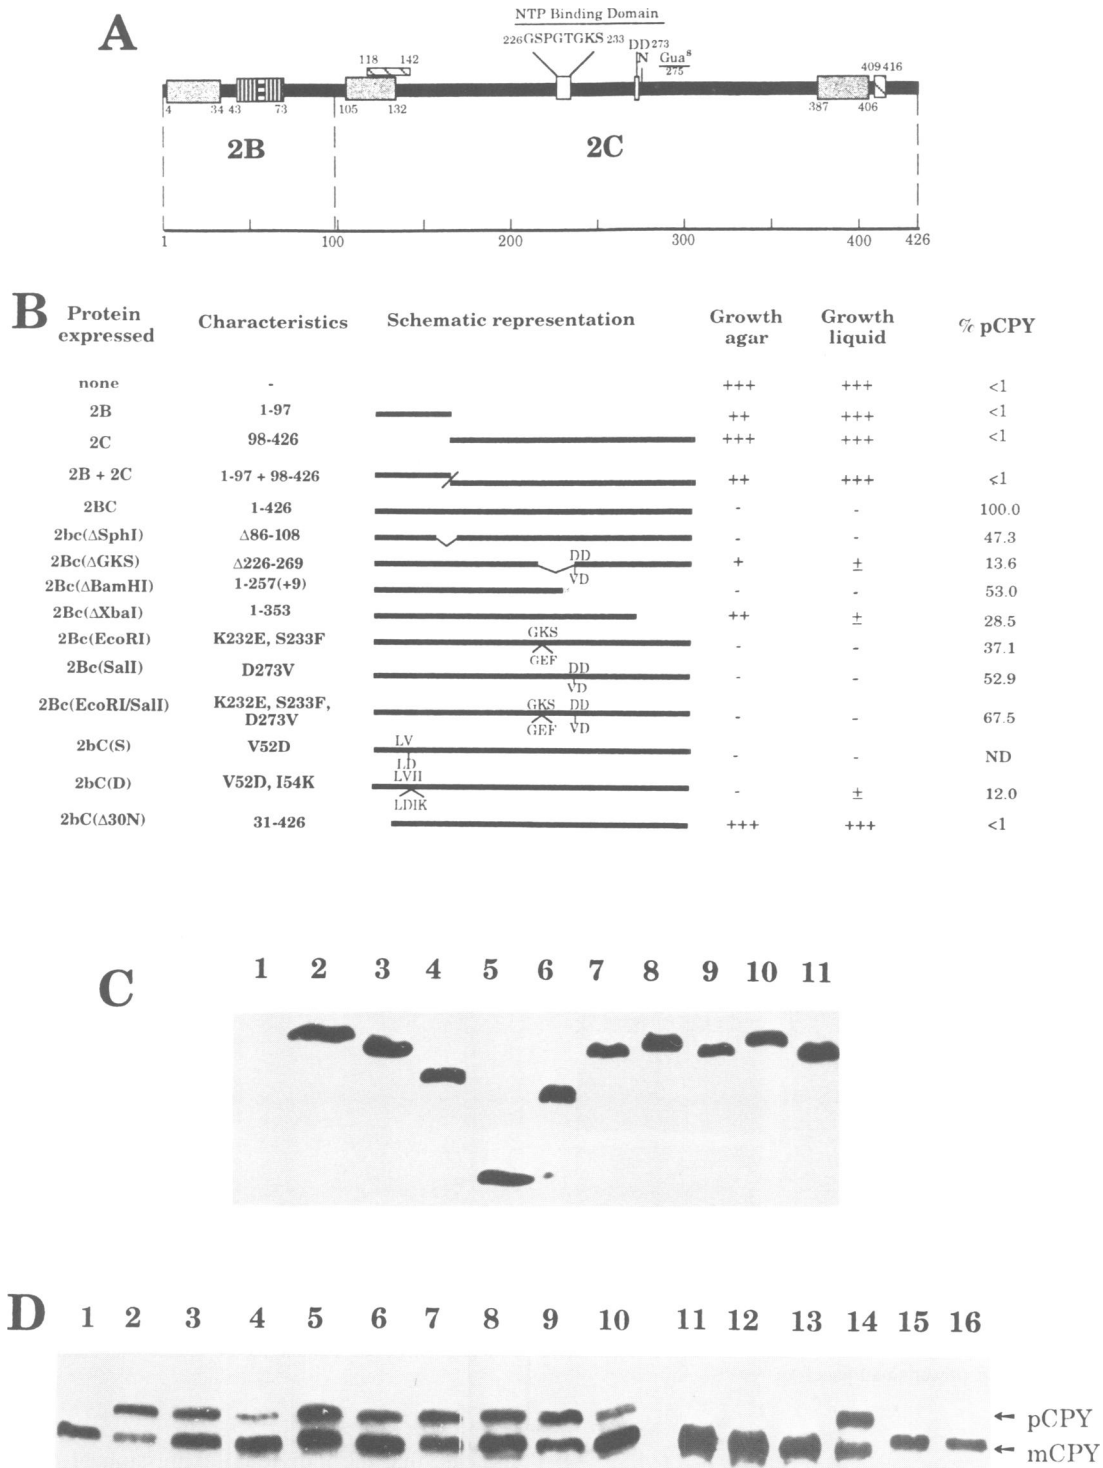 A
NTP Binding Domain
226GSPGTGKS 233
DD273
N
Guaˢ
275
118 142
409 416
4 34 43 73 105 132 387 406
2B 2C
1 100 200 300 400 426
B
Protein expressed Characteristics Schematic representation Growth agar Growth liquid % pCPY
none - +++ +++ <1
2B 1-97 ++ +++ <1
2C 98-426 +++ +++ <1
2B + 2C 1-97 + 98-426 ++ +++ <1
2BC 1-426 - - 100.0
2bc(ΔSphI) Δ86-108 - - 47.3
2Bc(ΔGKS) Δ226-269 DD VD + ± 13.6
2Bc(ΔBamHI) 1-257(+9) - - 53.0
2Bc(ΔXbaI) 1-353 ++ ± 28.5
2Bc(EcoRI) K232E, S233F GKS GEF - - 37.1
2Bc(SalI) D273V DD VD - - 52.9
2Bc(EcoRI/SalI) K232E, S233F, D273V GKS DD GEF VD - - 67.5
2bC(S) V52D LV LD - - ND
2bC(D) V52D, I54K LVII LDIK - ± 12.0
2bC(Δ30N) 31-426 +++ +++ <1
C
1 2 3 4 5 6 7 8 9 10 11
D
1 2 3 4 5 6 7 8 9 10 11 12 13 14 15 16
← pCPY
← mCPY